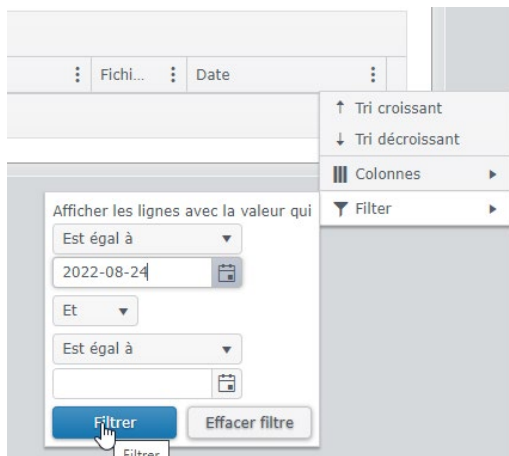 Fichi... Date
Tri croissant
Tri décroissant
Colonnes
Filter
Afficher les lignes avec la valeur qui
Est égal à
2022-08-24
Et
Est égal à
Filtrer Effacer filtre
Filtrer